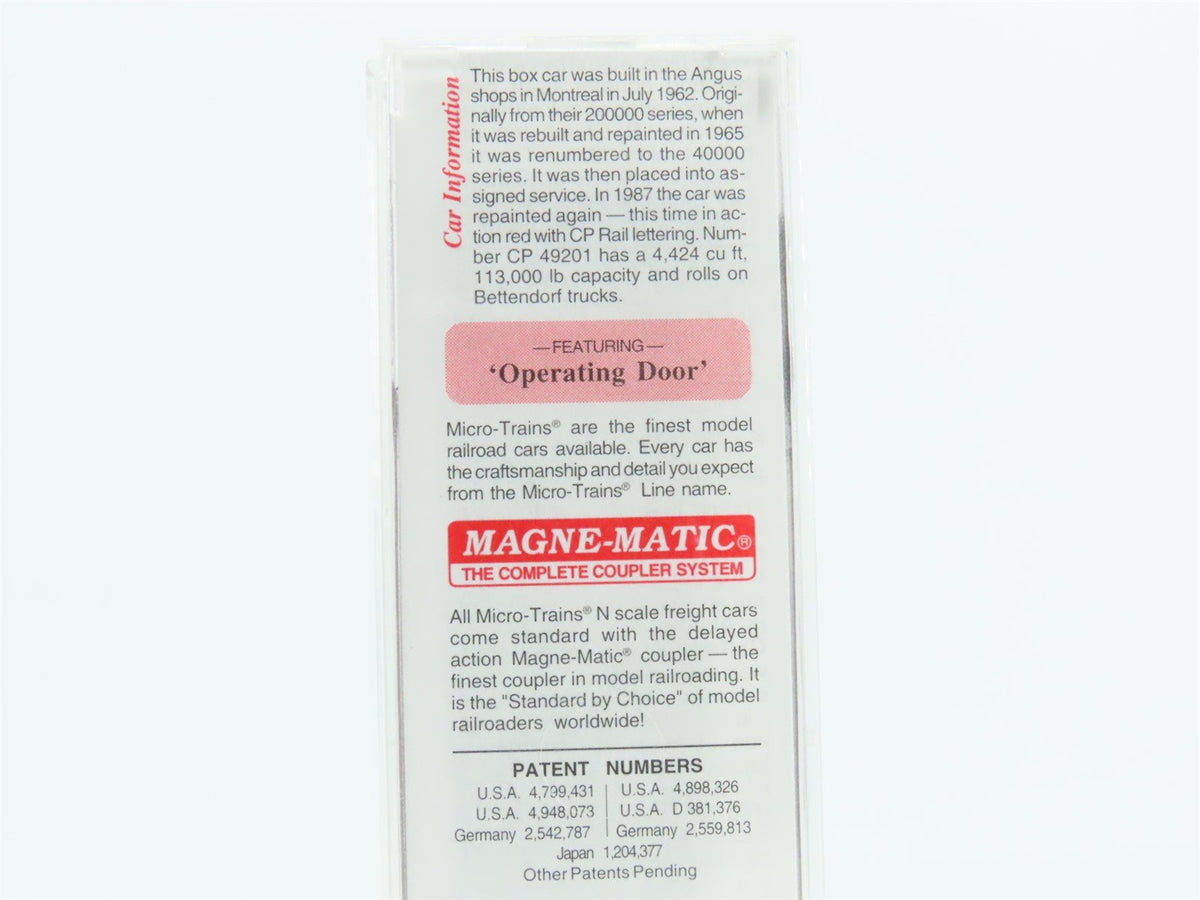 Car Information
This box car was built in the Angus
shops in Montreal in July 1962. Origi-
nally from their 200000 series, when
it was rebuilt and repainted in 1965
it was renumbered to the 40000
series. It was then placed into as-
signed service. In 1987 the car was
repainted again — this time in ac-
tion red with CP Rail lettering. Num-
ber CP 49201 has a 4,424 cu ft,
113,000 lb capacity and rolls on
Bettendorf trucks.
—FEATURING—
‘Operating Door’
Micro-Trains® are the finest model
railroad cars available. Every car has
the craftsmanship and detail you expect
from the Micro-Trains® Line name.
MAGNE-MATIC®
THE COMPLETE COUPLER SYSTEM
All Micro-Trains® N scale freight cars
come standard with the delayed
action Magne-Matic® coupler — the
finest coupler in model railroading. It
is the "Standard by Choice" of model
railroaders worldwide!
PATENT NUMBERS
U.S.A. 4,799,431 | U.S.A. 4,898,326
U.S.A. 4,948,073 | U.S.A. D 381,376
Germany 2,542,787 | Germany 2,559,813
Japan 1,204,377
Other Patents Pending